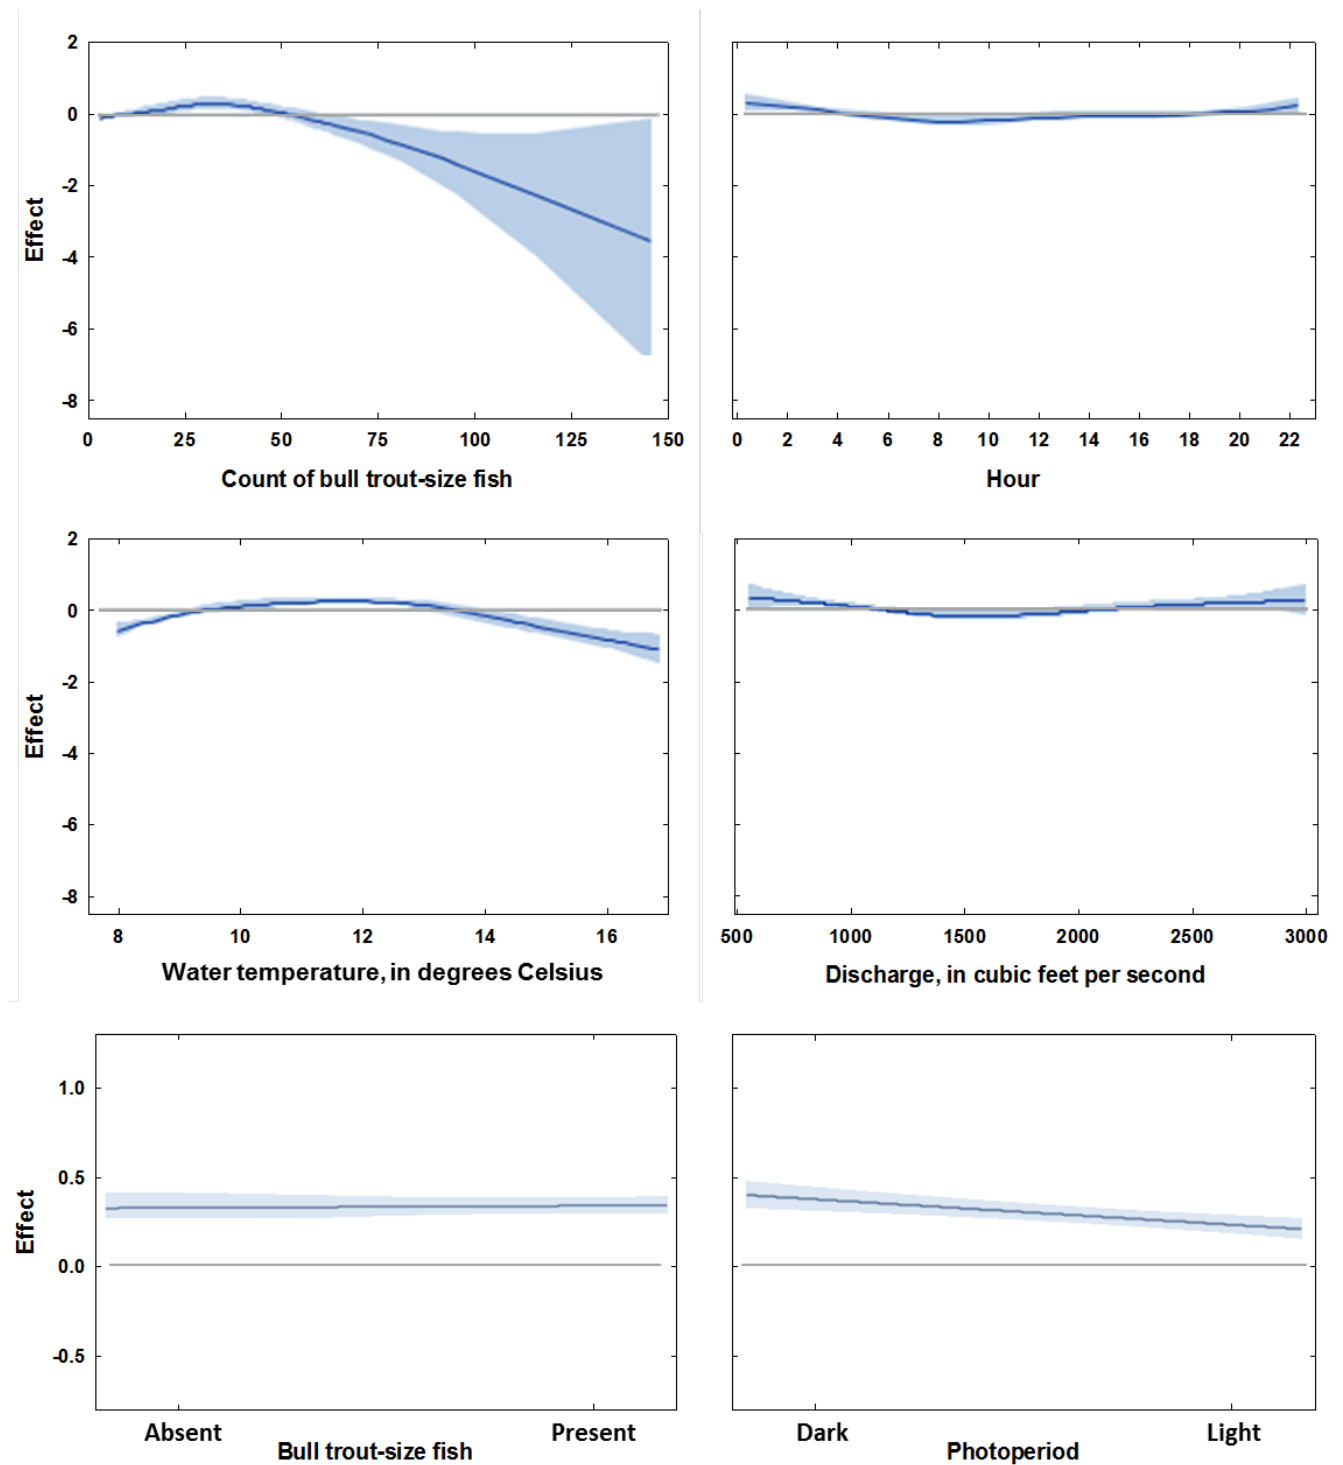 2
0
-2
-4
-6
-8
Effect
0 25 50 75 100 125 150
Count of bull trout-size fish
0 2 4 6 8 10 12 14 16 18 20 22
Hour
2
0
-2
-4
-6
-8
Effect
8 10 12 14 16
Water temperature, in degrees Celsius
500 1000 1500 2000 2500 3000
Discharge, in cubic feet per second
1.0
0.5
0.0
-0.5
Effect
Absent Present
Bull trout-size fish
Dark Light
Photoperiod